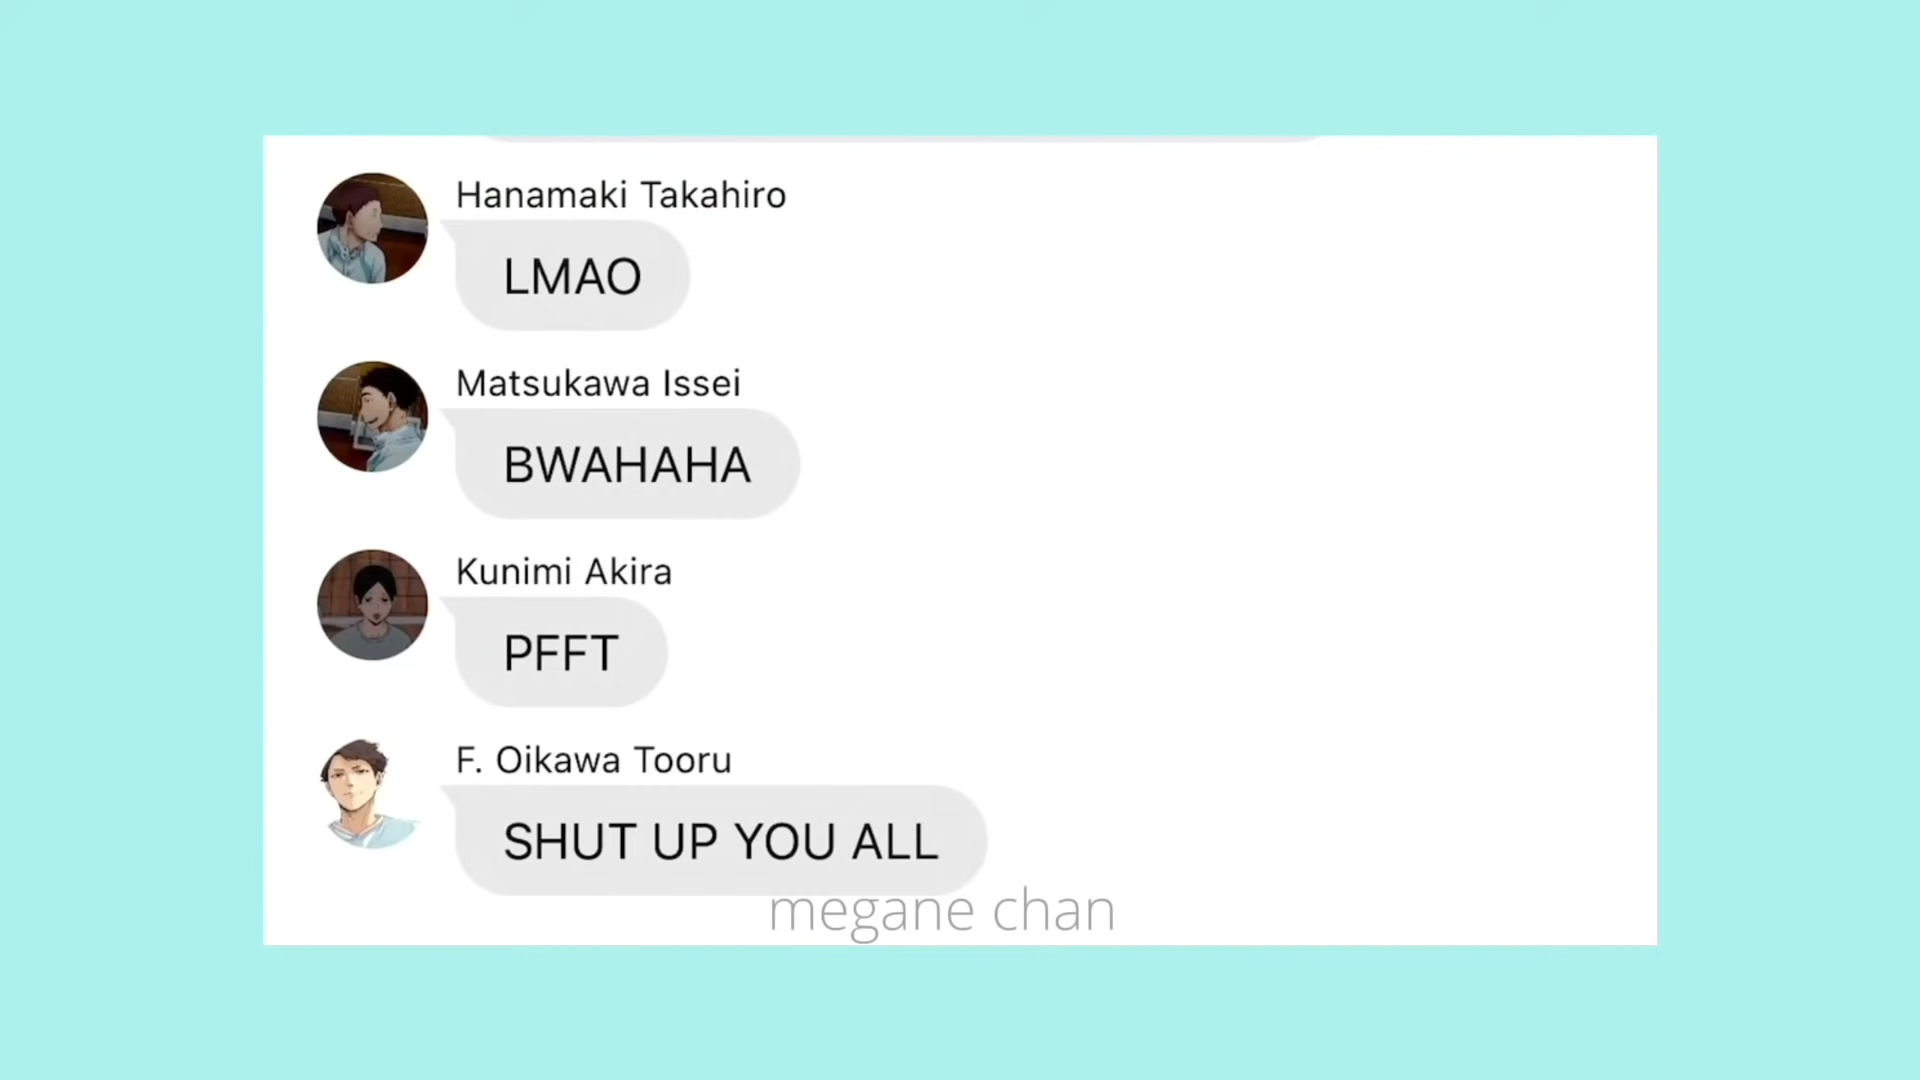 Hanamaki Takahiro
LMAO
Matsukawa Issei
BWAHAHA
Kunimi Akira
PFFT
F. Oikawa Tooru
SHUT UP YOU ALL
megane chan